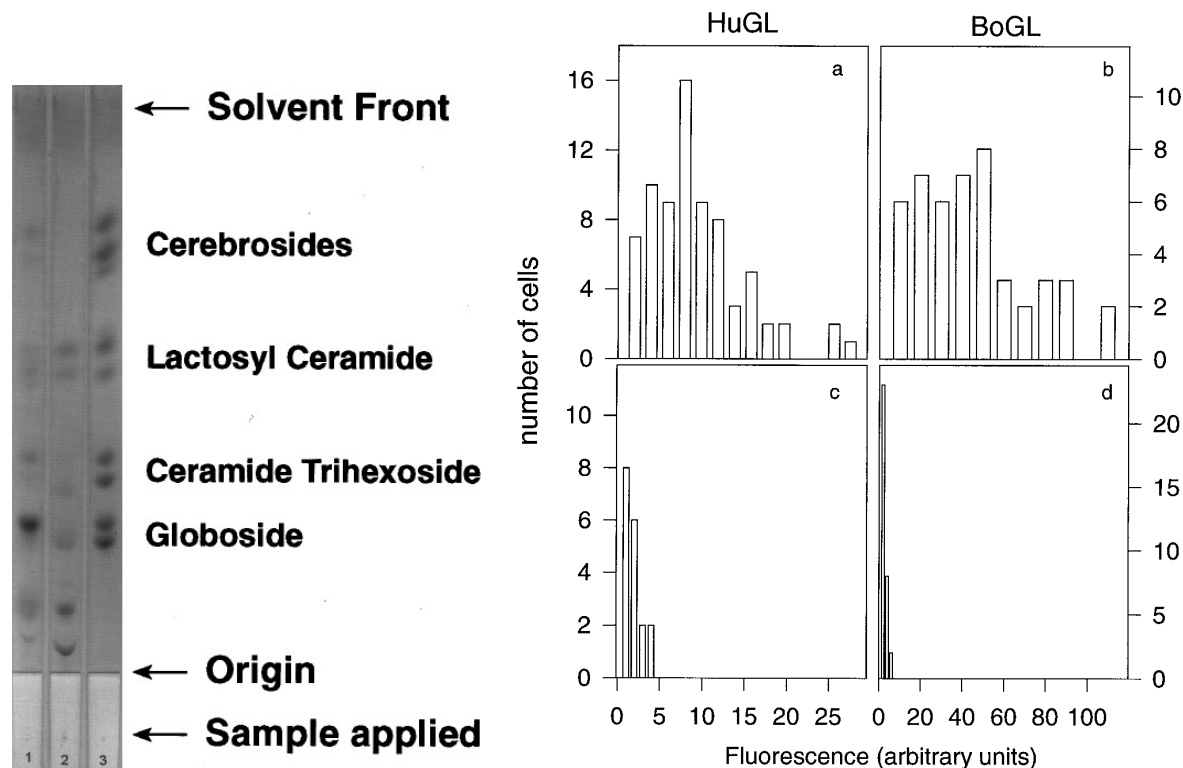 Solvent Front
Cerebrosides
Lactosyl Ceramide
Ceramide Trihexoside
Globoside
Origin
Sample applied
1 2 3
HuGL BoGL
number of cells
a
16
12
8
4
0
b
10
8
6
4
2
0
c
10
8
6
4
2
0
d
20
15
10
5
0
0 5 10 15 20 25
0 20 40 60 80 100
Fluorescence (arbitrary units)